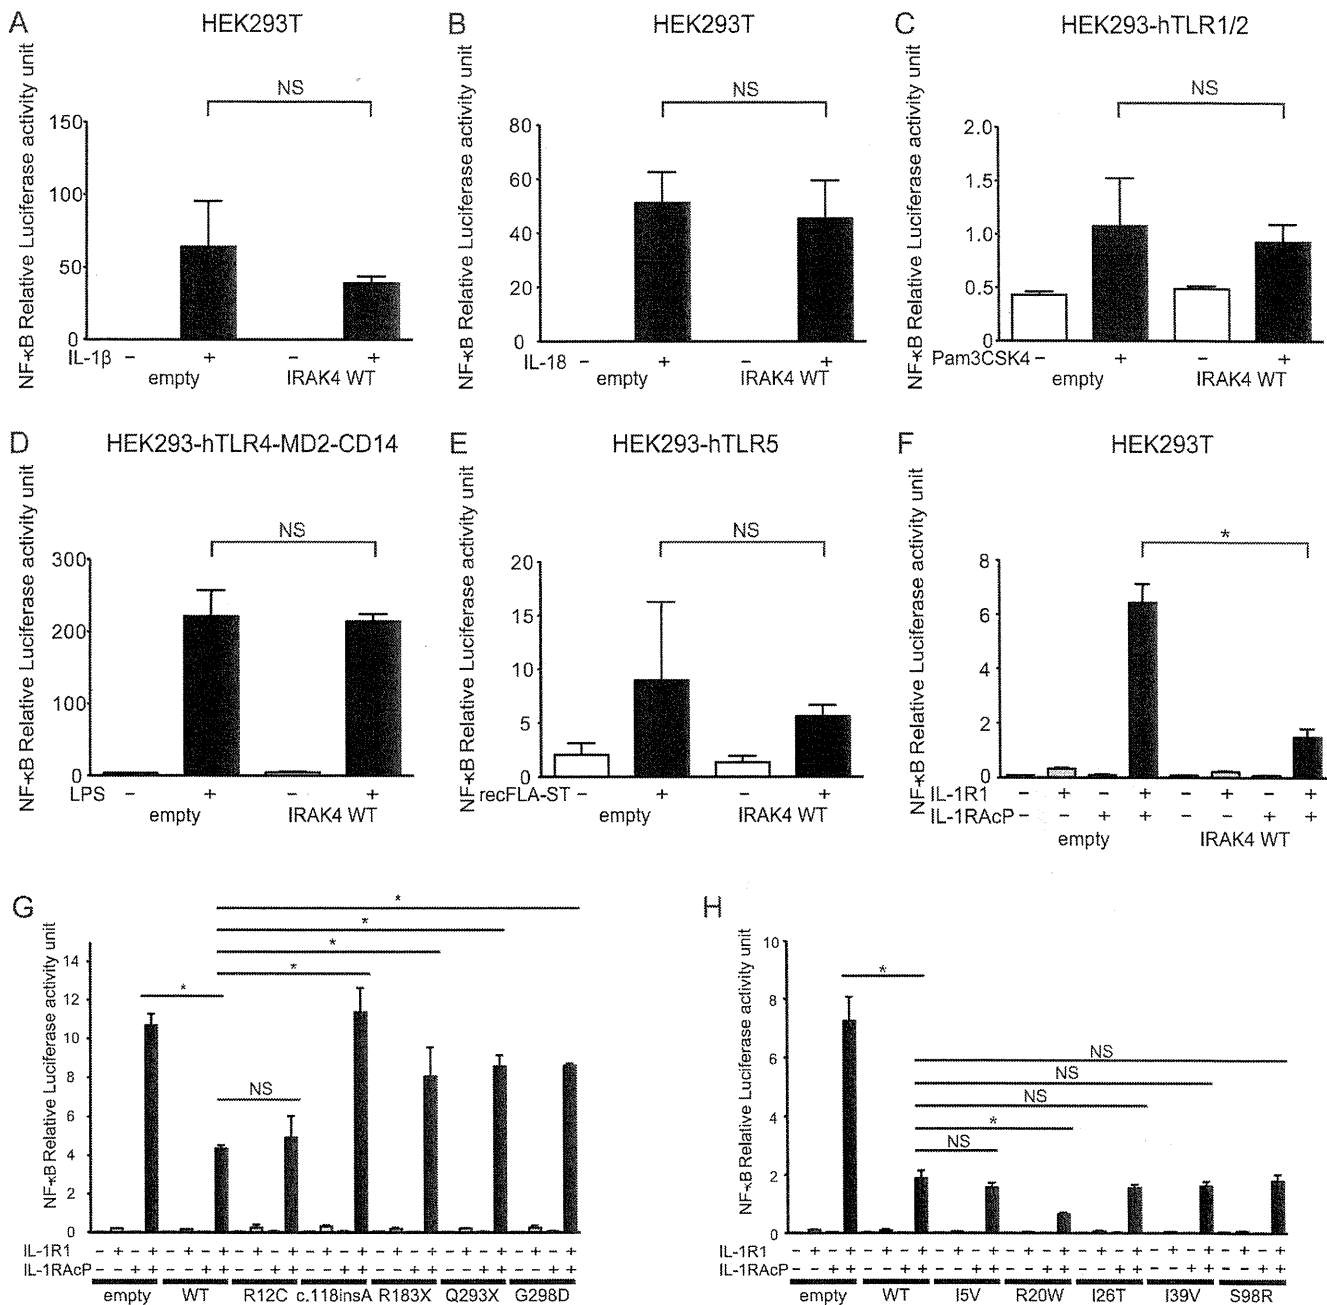 A
HEK293T
NF-κB Relative Luciferase activity unit
NS
150
100
50
0
IL-1β − + − +
empty IRAK4 WT
B
HEK293T
NF-κB Relative Luciferase activity unit
NS
80
60
40
20
0
IL-18 − + − +
empty IRAK4 WT
C
HEK293-hTLR1/2
NF-κB Relative Luciferase activity unit
NS
2.0
1.5
1.0
0.5
0
Pam3CSK4 − + − +
empty IRAK4 WT
D
HEK293-hTLR4-MD2-CD14
NF-κB Relative Luciferase activity unit
NS
300
200
100
0
LPS − + − +
empty IRAK4 WT
E
HEK293-hTLR5
NF-κB Relative Luciferase activity unit
NS
20
15
10
5
0
recFLA-ST − + − +
empty IRAK4 WT
F
HEK293T
NF-κB Relative Luciferase activity unit
*
8
6
4
2
0
IL-1R1 − + − + − + − +
IL-1RAcP − − + + − − + +
empty IRAK4 WT
G
NF-κB Relative Luciferase activity unit
*
*
*
*
*
NS
14
12
10
8
6
4
2
0
IL-1R1 − + − + − + − + − + − + − + − + − + − + − + − + − + − +
IL-1RAcP − − + + − − + + − − + + − − + + − − + + − − + + − − + +
empty WT R12C c.118insA R183X Q293X G298D
H
NF-κB Relative Luciferase activity unit
*
NS
NS
NS
*
NS
10
8
6
4
2
0
IL-1R1 − + − + − + − + − + − + − + − + − + − + − + − + − + − +
IL-1RAcP − − + + − − + + − − + + − − + + − − + + − − + + − − + +
empty WT I5V R20W I26T I39V S98R